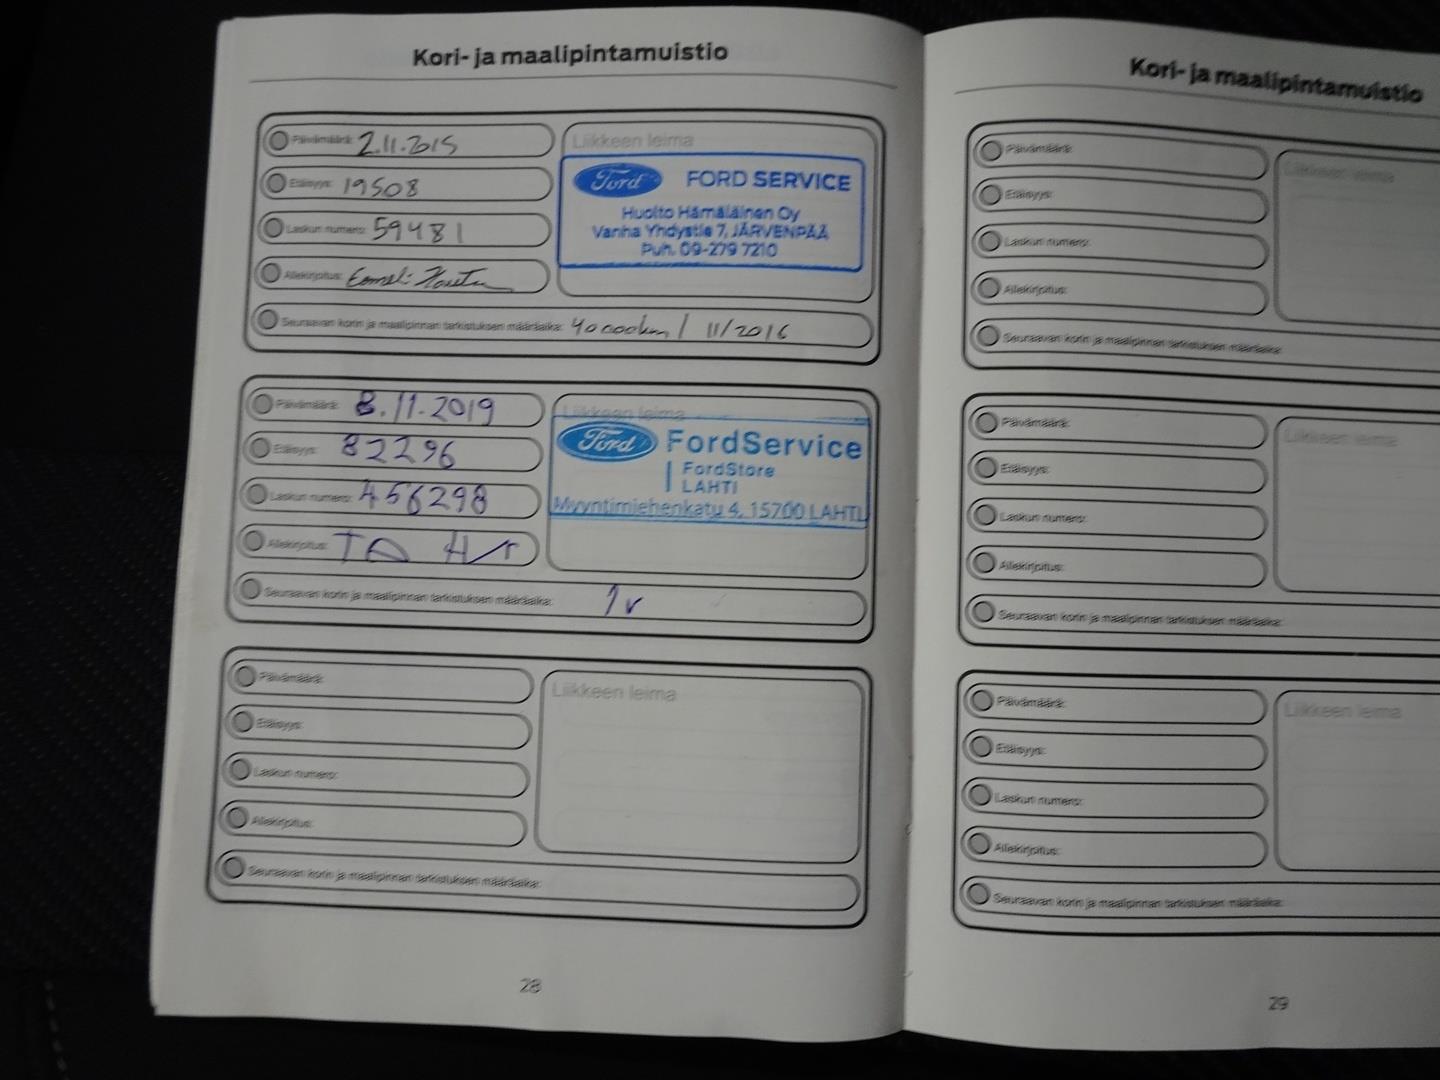 Kori- ja maalipintamuistio
Päivämäärä: 2.11.2015
Etäisyys: 19508
Laskun numero: 59481
Allekirjoitus:
Liikkeen leima
Ford FORD SERVICE
Huolto Hämäläinen Oy
Vanha Yhdystie 7, JÄRVENPÄÄ
Puh. 09-279 7210
Seuraavan korin ja maalipinnan tarkistuksen määräaika: 40000km / 11/2016
Päivämäärä: 8.11.2019
Etäisyys: 82296
Laskun numero: 456298
Allekirjoitus:
Liikkeen leima
Ford FordService
FordStore
LAHTI
Myyntimiehenkatu 4, 15700 LAHTI
Seuraavan korin ja maalipinnan tarkistuksen määräaika: 1v
Päivämäärä:
Etäisyys:
Laskun numero:
Allekirjoitus:
Liikkeen leima
Seuraavan korin ja maalipinnan tarkistuksen määräaika:
28
Kori- ja maalipintamuistio
Päivämäärä:
Etäisyys:
Laskun numero:
Allekirjoitus:
Liikkeen leima
Seuraavan korin ja maalipinnan tarkistuksen määräaika:
Päivämäärä:
Etäisyys:
Laskun numero:
Allekirjoitus:
Liikkeen leima
Seuraavan korin ja maalipinnan tarkistuksen määräaika:
Päivämäärä:
Etäisyys:
Laskun numero:
Allekirjoitus:
Liikkeen leima
Seuraavan korin ja maalipinnan tarkistuksen määräaika:
29